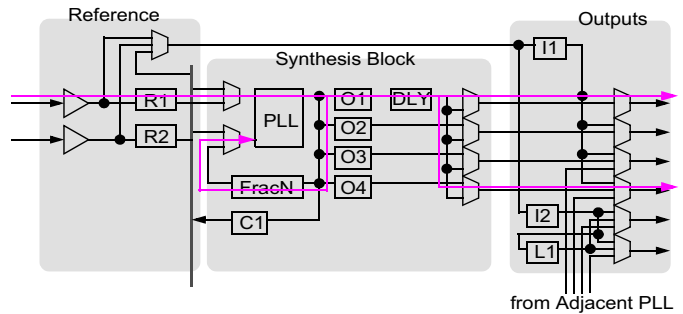 Reference
Outputs
Synthesis Block
I1
R1
O1
DLY
PLL
O2
R2
O3
FracN
O4
C1
I2
L1
from Adjacent PLL